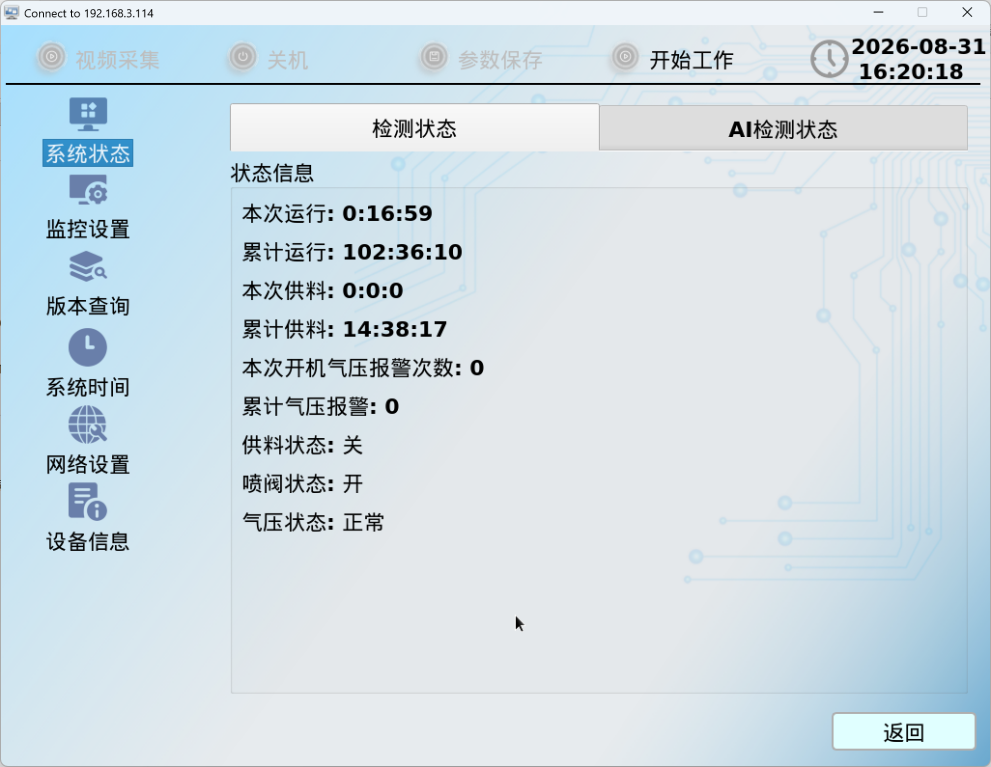 Connect to 192.168.3.114
视频采集
关机
参数保存
开始工作
2026-08-31
16:20:18
系统状态
监控设置
版本查询
系统时间
网络设置
设备信息
检测状态
AI检测状态
状态信息
本次运行: 0:16:59
累计运行: 102:36:10
本次供料: 0:0:0
累计供料: 14:38:17
本次开机气压报警次数: 0
累计气压报警: 0
供料状态: 关
喷阀状态: 开
气压状态: 正常
返回